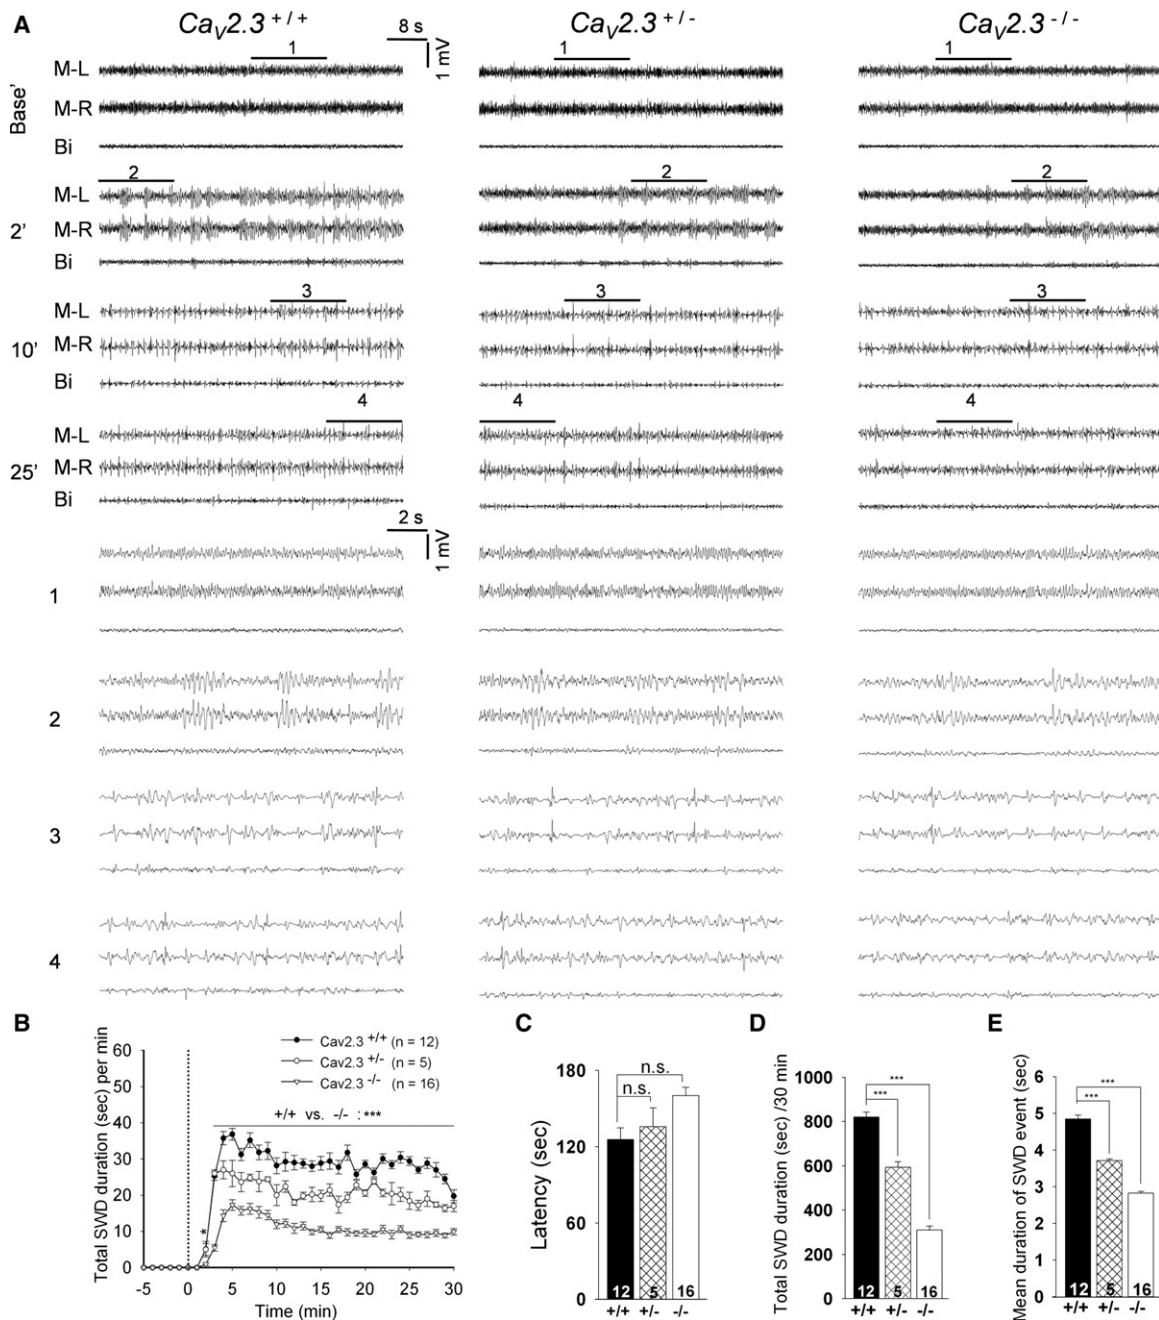 A
CaV2.3 +/+
CaV2.3 +/-
CaV2.3 -/-
8 s
1 mV
Base'
1
1
1
M-L
M-R
Bi
2
2
2
2'
M-L
M-R
Bi
3
3
3
10'
M-L
M-R
Bi
4
4
4
25'
M-L
M-R
Bi
2 s
1 mV
1
2
3
4
B
Total SWD duration (sec) per min
60
50
40
30
20
10
0
-5 0 5 10 15 20 25 30
Time (min)
Cav2.3 +/+ (n = 12)
Cav2.3 +/- (n = 5)
Cav2.3 -/- (n = 16)
+/+ vs. -/- : ***
*
C
Latency (sec)
180
120
60
0
n.s.
n.s.
12 5 16
+/+ +/- -/-
D
Total SWD duration (sec) /30 min
1000
800
600
400
200
0
***
***
12 5 16
+/+ +/- -/-
E
Mean duration of SWD event (sec)
6
5
4
3
2
1
0
***
***
12 5 16
+/+ +/- -/-